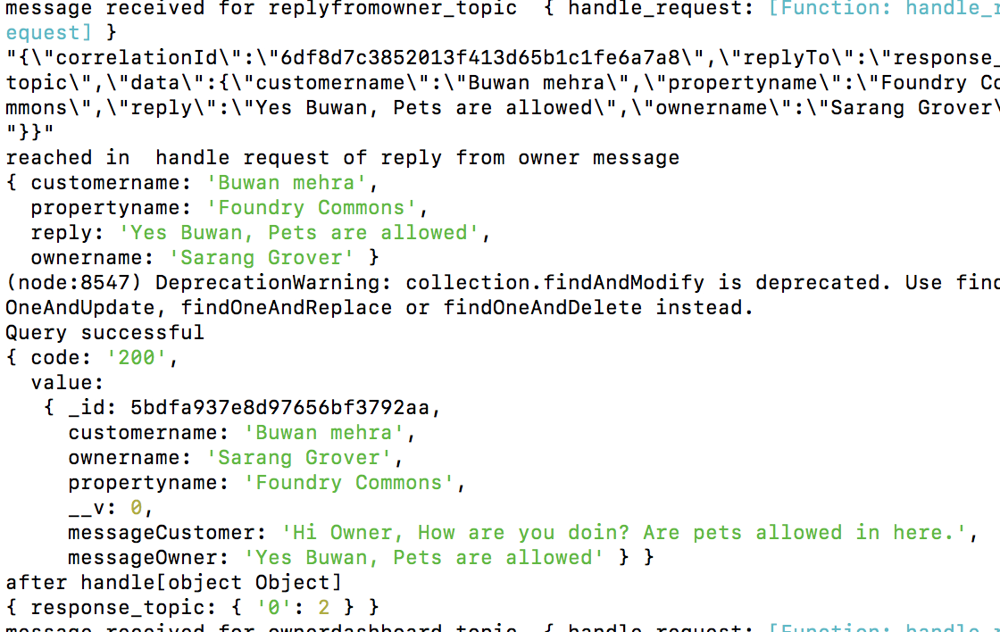 message received for replyfromowner_topic  { handle_request: [Function: handle_r
equest] }
"{\"correlationId\":\"6df8d7c3852013f413d65b1c1fe6a7a8\",\"replyTo\":\"response_
topic\",\"data\":{\"customername\":\"Buwan mehra\",\"propertyname\":\"Foundry Co
mmons\",\"reply\":\"Yes Buwan, Pets are allowed\",\"ownername\":\"Sarang Grover\
"}}"
reached in  handle request of reply from owner message
{ customername: 'Buwan mehra',
  propertyname: 'Foundry Commons',
  reply: 'Yes Buwan, Pets are allowed',
  ownername: 'Sarang Grover' }
(node:8547) DeprecationWarning: collection.findAndModify is deprecated. Use find
OneAndUpdate, findOneAndReplace or findOneAndDelete instead.
Query successful
{ code: '200',
  value:
   { _id: 5bdfa937e8d97656bf3792aa,
     customername: 'Buwan mehra',
     ownername: 'Sarang Grover',
     propertyname: 'Foundry Commons',
     __v: 0,
     messageCustomer: 'Hi Owner, How are you doin? Are pets allowed in here.',
     messageOwner: 'Yes Buwan, Pets are allowed' } }
after handle[object Object]
{ response_topic: { '0': 2 } }
message received for ownerdashboard_topic  { handle_request: [Function: handle_